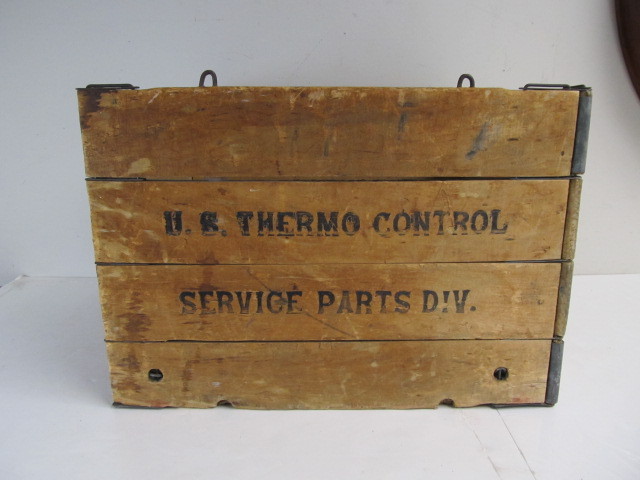 U. S. THERMO CONTROL
SERVICE PARTS DIV.